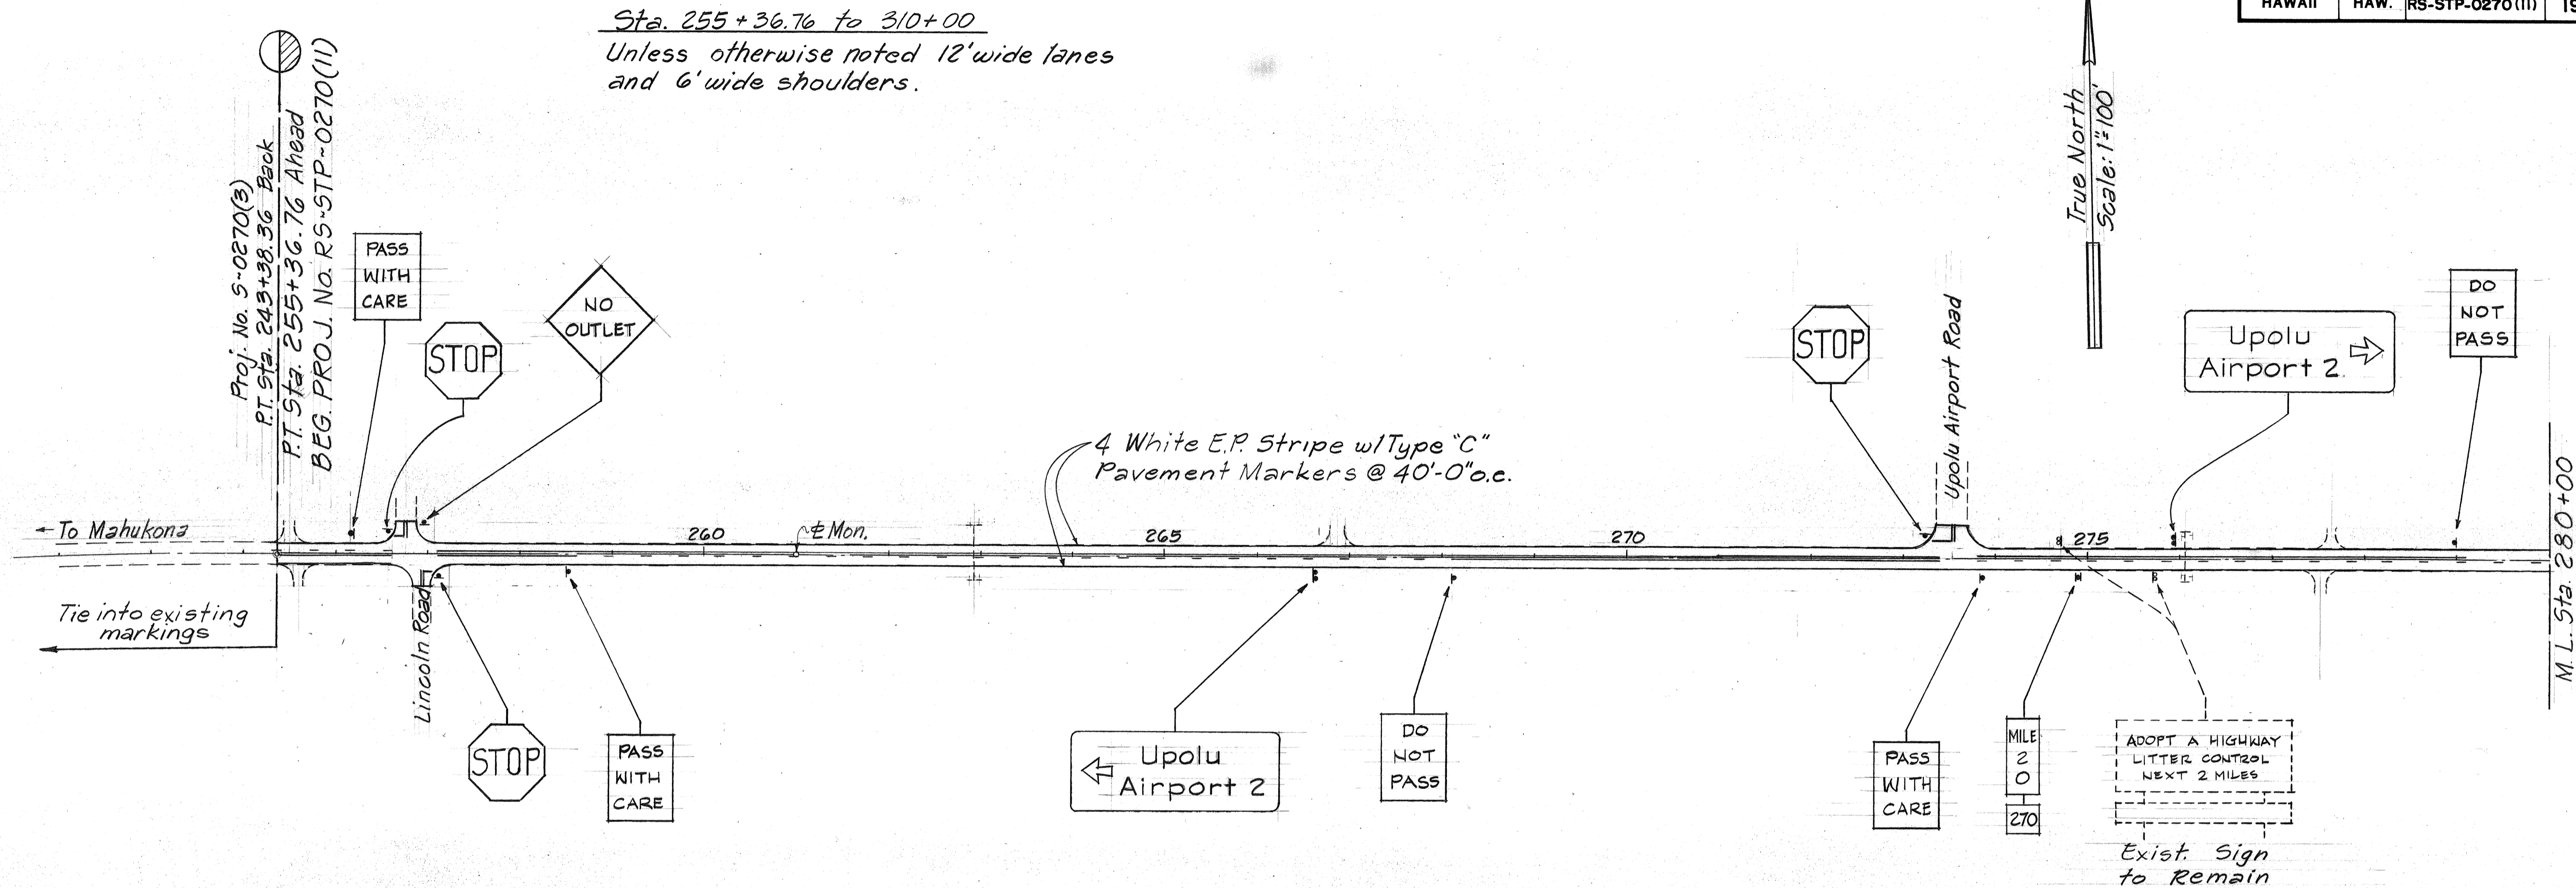 Sta. 255+36.76 to 310+00
Unless otherwise noted 12' wide lanes
and 6' wide shoulders.
HAWAII HAW. RS-STP-0270(11)
Proj. No. S-0270(3)
P.T. Sta. 243+38.36 Back
P.T. Sta. 255+36.76 Ahead
BEG. PROJ. No. RS-STP-0270(11)
PASS
WITH
CARE
STOP
NO
OUTLET
True North
Scale: 1"=100'
STOP
Upolu Airport Road
Upolu
Airport 2
DO
NOT
PASS
4 White E.P. Stripe w/Type "C"
Pavement Markers @ 40'-0" o.c.
To Mahukona
260
℄ Mon.
265
270
275
M.L. Sta. 280+00
Tie into existing
markings
Lincoln Road
STOP
PASS
WITH
CARE
Upolu
Airport 2
DO
NOT
PASS
PASS
WITH
CARE
MILE
2
0
270
ADOPT A HIGHWAY
LITTER CONTROL
NEXT 2 MILES
Exist. Sign
to Remain